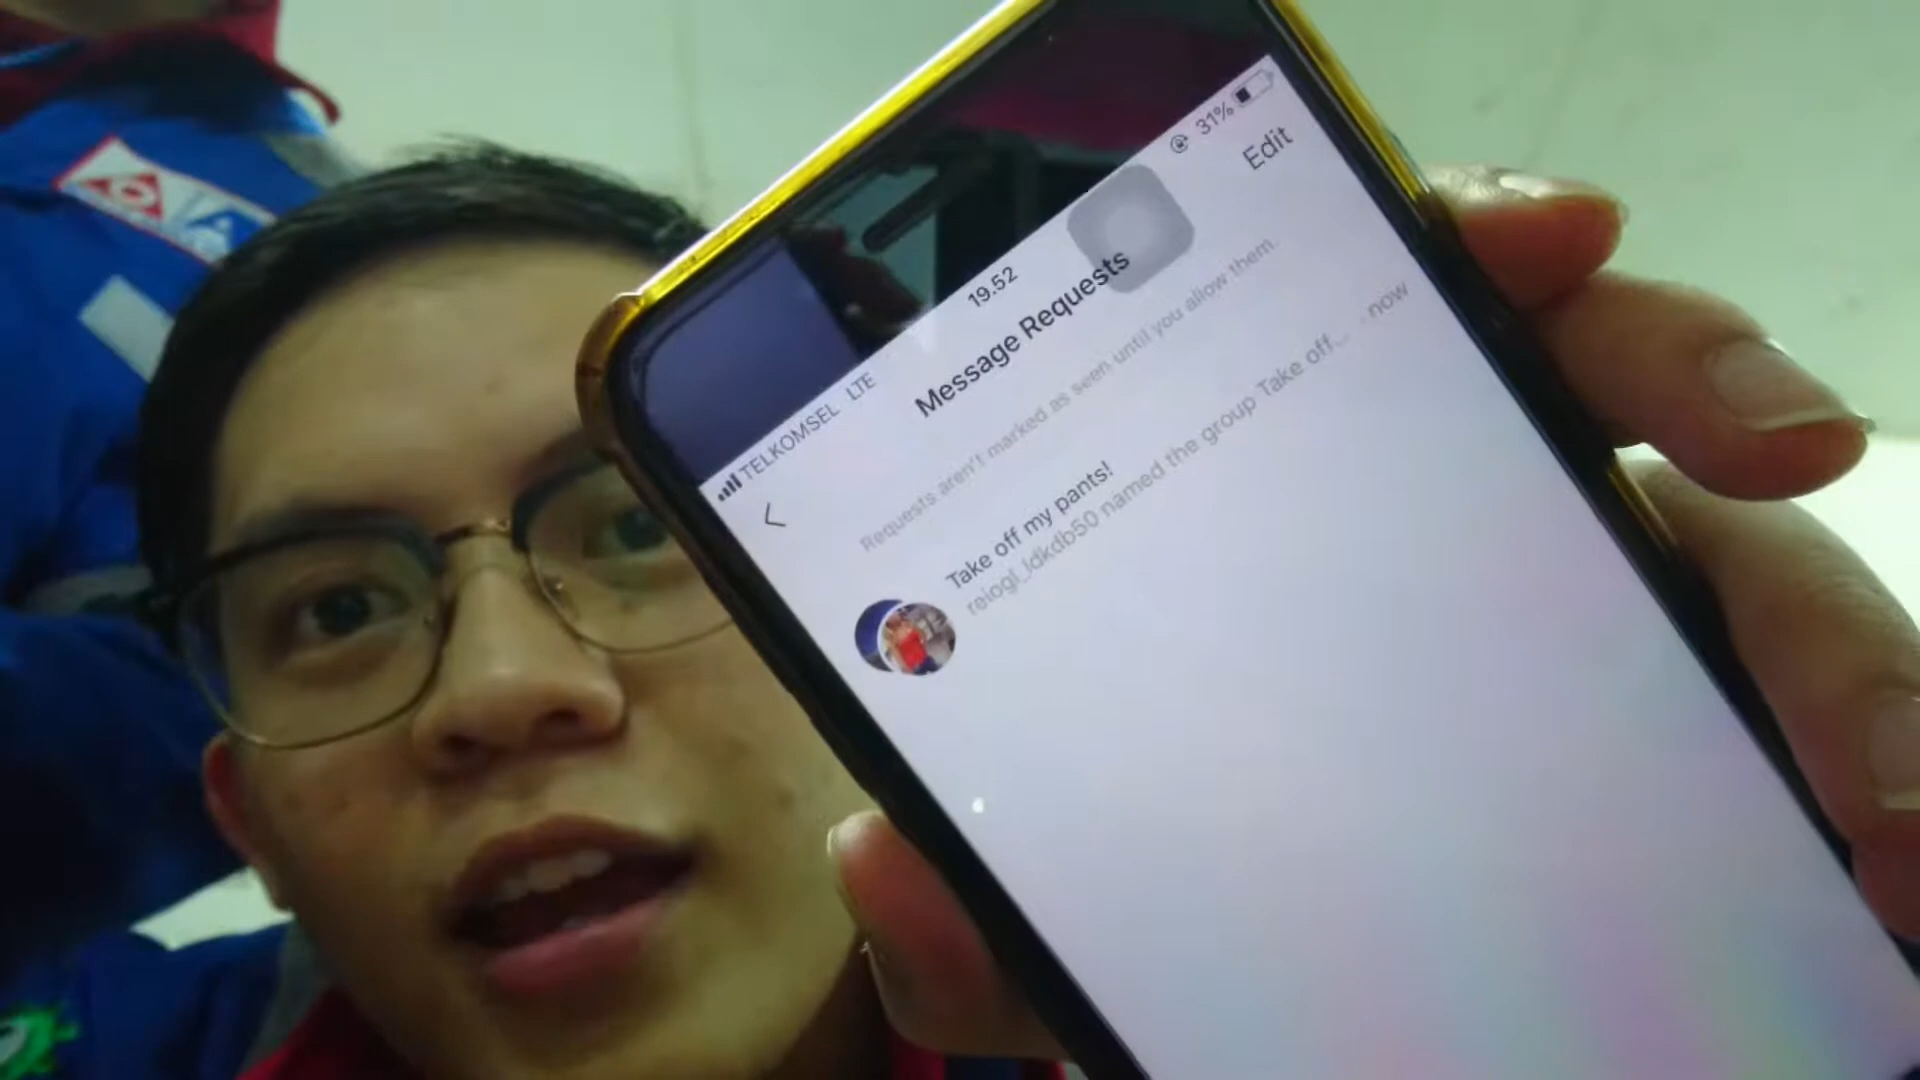 TELKOMSEL LTE
19.52
31%
Message Requests
Edit
Requests aren't marked as seen until you allow them.
Take off my pants!
reiogl_ldkdb50 named the group Take off... · now